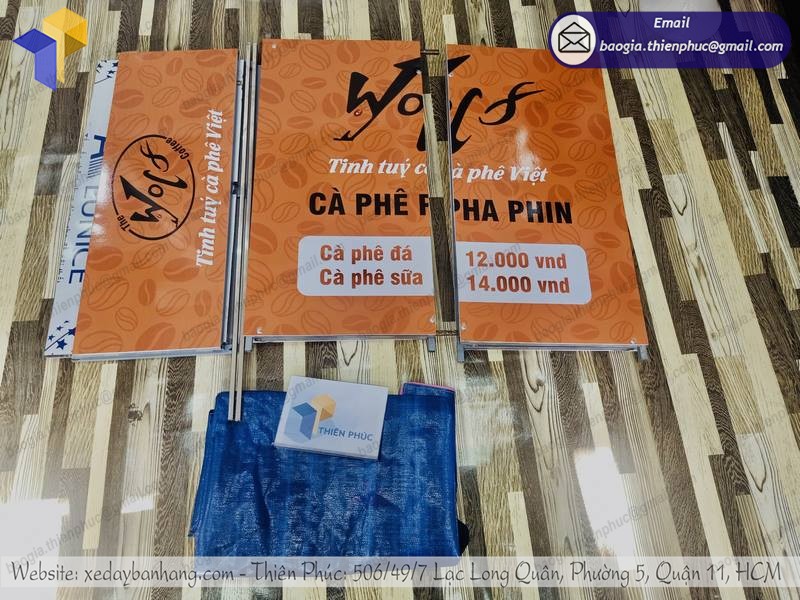 Email
baogia.thienphuc@gmail.com
The
Wolf
Coffee
Tinh tuý cà phê Việt
Wolf
Tinh tuý c à phê Việt
CÀ PHÊ P PHA PHIN
Cà phê đá 12.000 vnd
Cà phê sữa 14.000 vnd
THIÊN PHÚC
Website: xedaybanhang.com - Thiên Phúc: 506/49/7 Lạc Long Quân, Phường 5, Quận 11, HCM